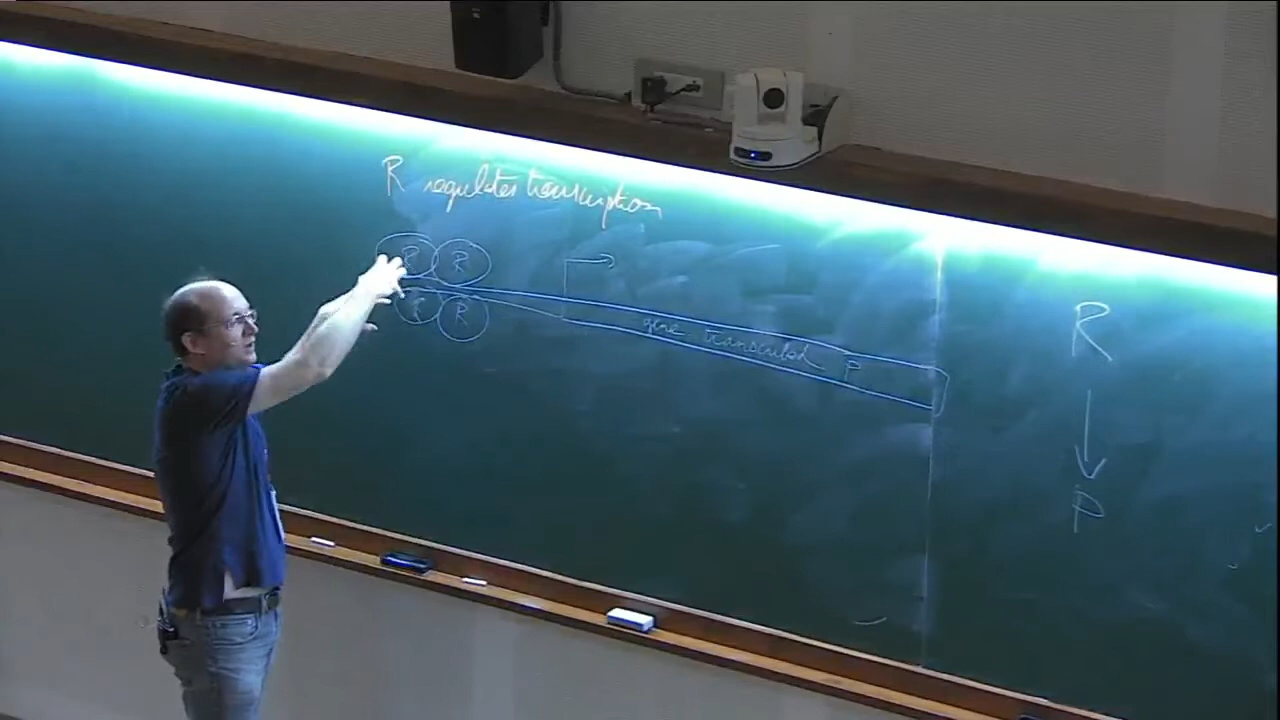 R regulates transcription
R R
R R
gene transcribed P
R
P